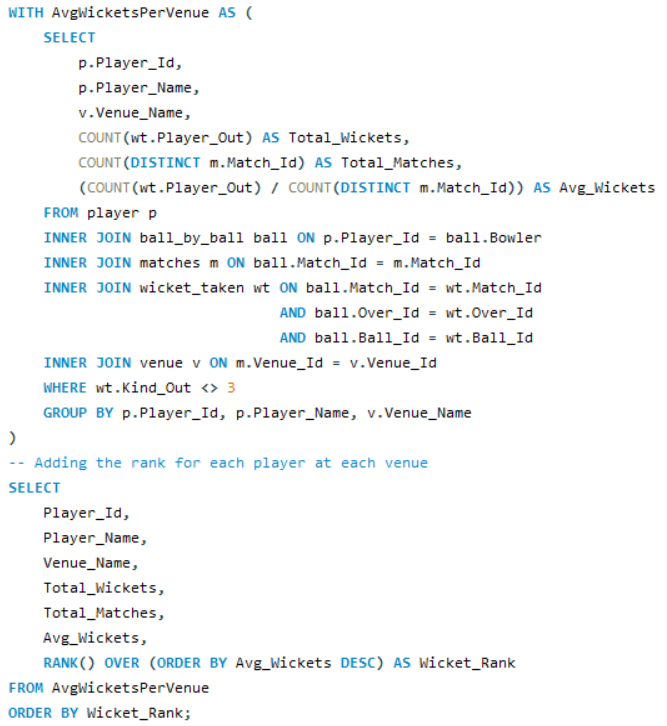 WITH AvgWicketsPerVenue AS (
    SELECT
        p.Player_Id,
        p.Player_Name,
        v.Venue_Name,
        COUNT(wt.Player_Out) AS Total_Wickets,
        COUNT(DISTINCT m.Match_Id) AS Total_Matches,
        (COUNT(wt.Player_Out) / COUNT(DISTINCT m.Match_Id)) AS Avg_Wickets
    FROM player p
    INNER JOIN ball_by_ball ball ON p.Player_Id = ball.Bowler
    INNER JOIN matches m ON ball.Match_Id = m.Match_Id
    INNER JOIN wicket_taken wt ON ball.Match_Id = wt.Match_Id
                               AND ball.Over_Id = wt.Over_Id
                               AND ball.Ball_Id = wt.Ball_Id
    INNER JOIN venue v ON m.Venue_Id = v.Venue_Id
    WHERE wt.Kind_Out <> 3
    GROUP BY p.Player_Id, p.Player_Name, v.Venue_Name
)
-- Adding the rank for each player at each venue
SELECT
    Player_Id,
    Player_Name,
    Venue_Name,
    Total_Wickets,
    Total_Matches,
    Avg_Wickets,
    RANK() OVER (ORDER BY Avg_Wickets DESC) AS Wicket_Rank
FROM AvgWicketsPerVenue
ORDER BY Wicket_Rank;